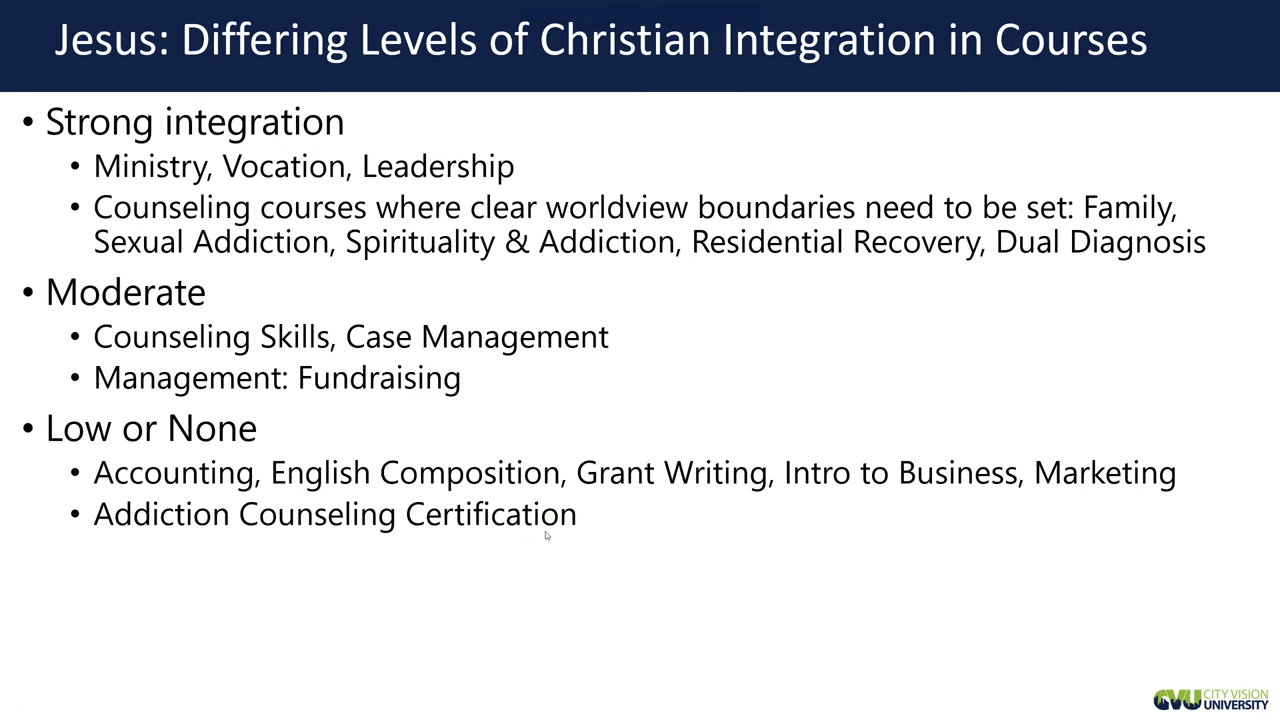 Jesus: Differing Levels of Christian Integration in Courses
• Strong integration
• Ministry, Vocation, Leadership
• Counseling courses where clear worldview boundaries need to be set: Family,
Sexual Addiction, Spirituality & Addiction, Residential Recovery, Dual Diagnosis
• Moderate
• Counseling Skills, Case Management
• Management: Fundraising
• Low or None
• Accounting, English Composition, Grant Writing, Intro to Business, Marketing
• Addiction Counseling Certification
CVU CITY VISION
UNIVERSITY